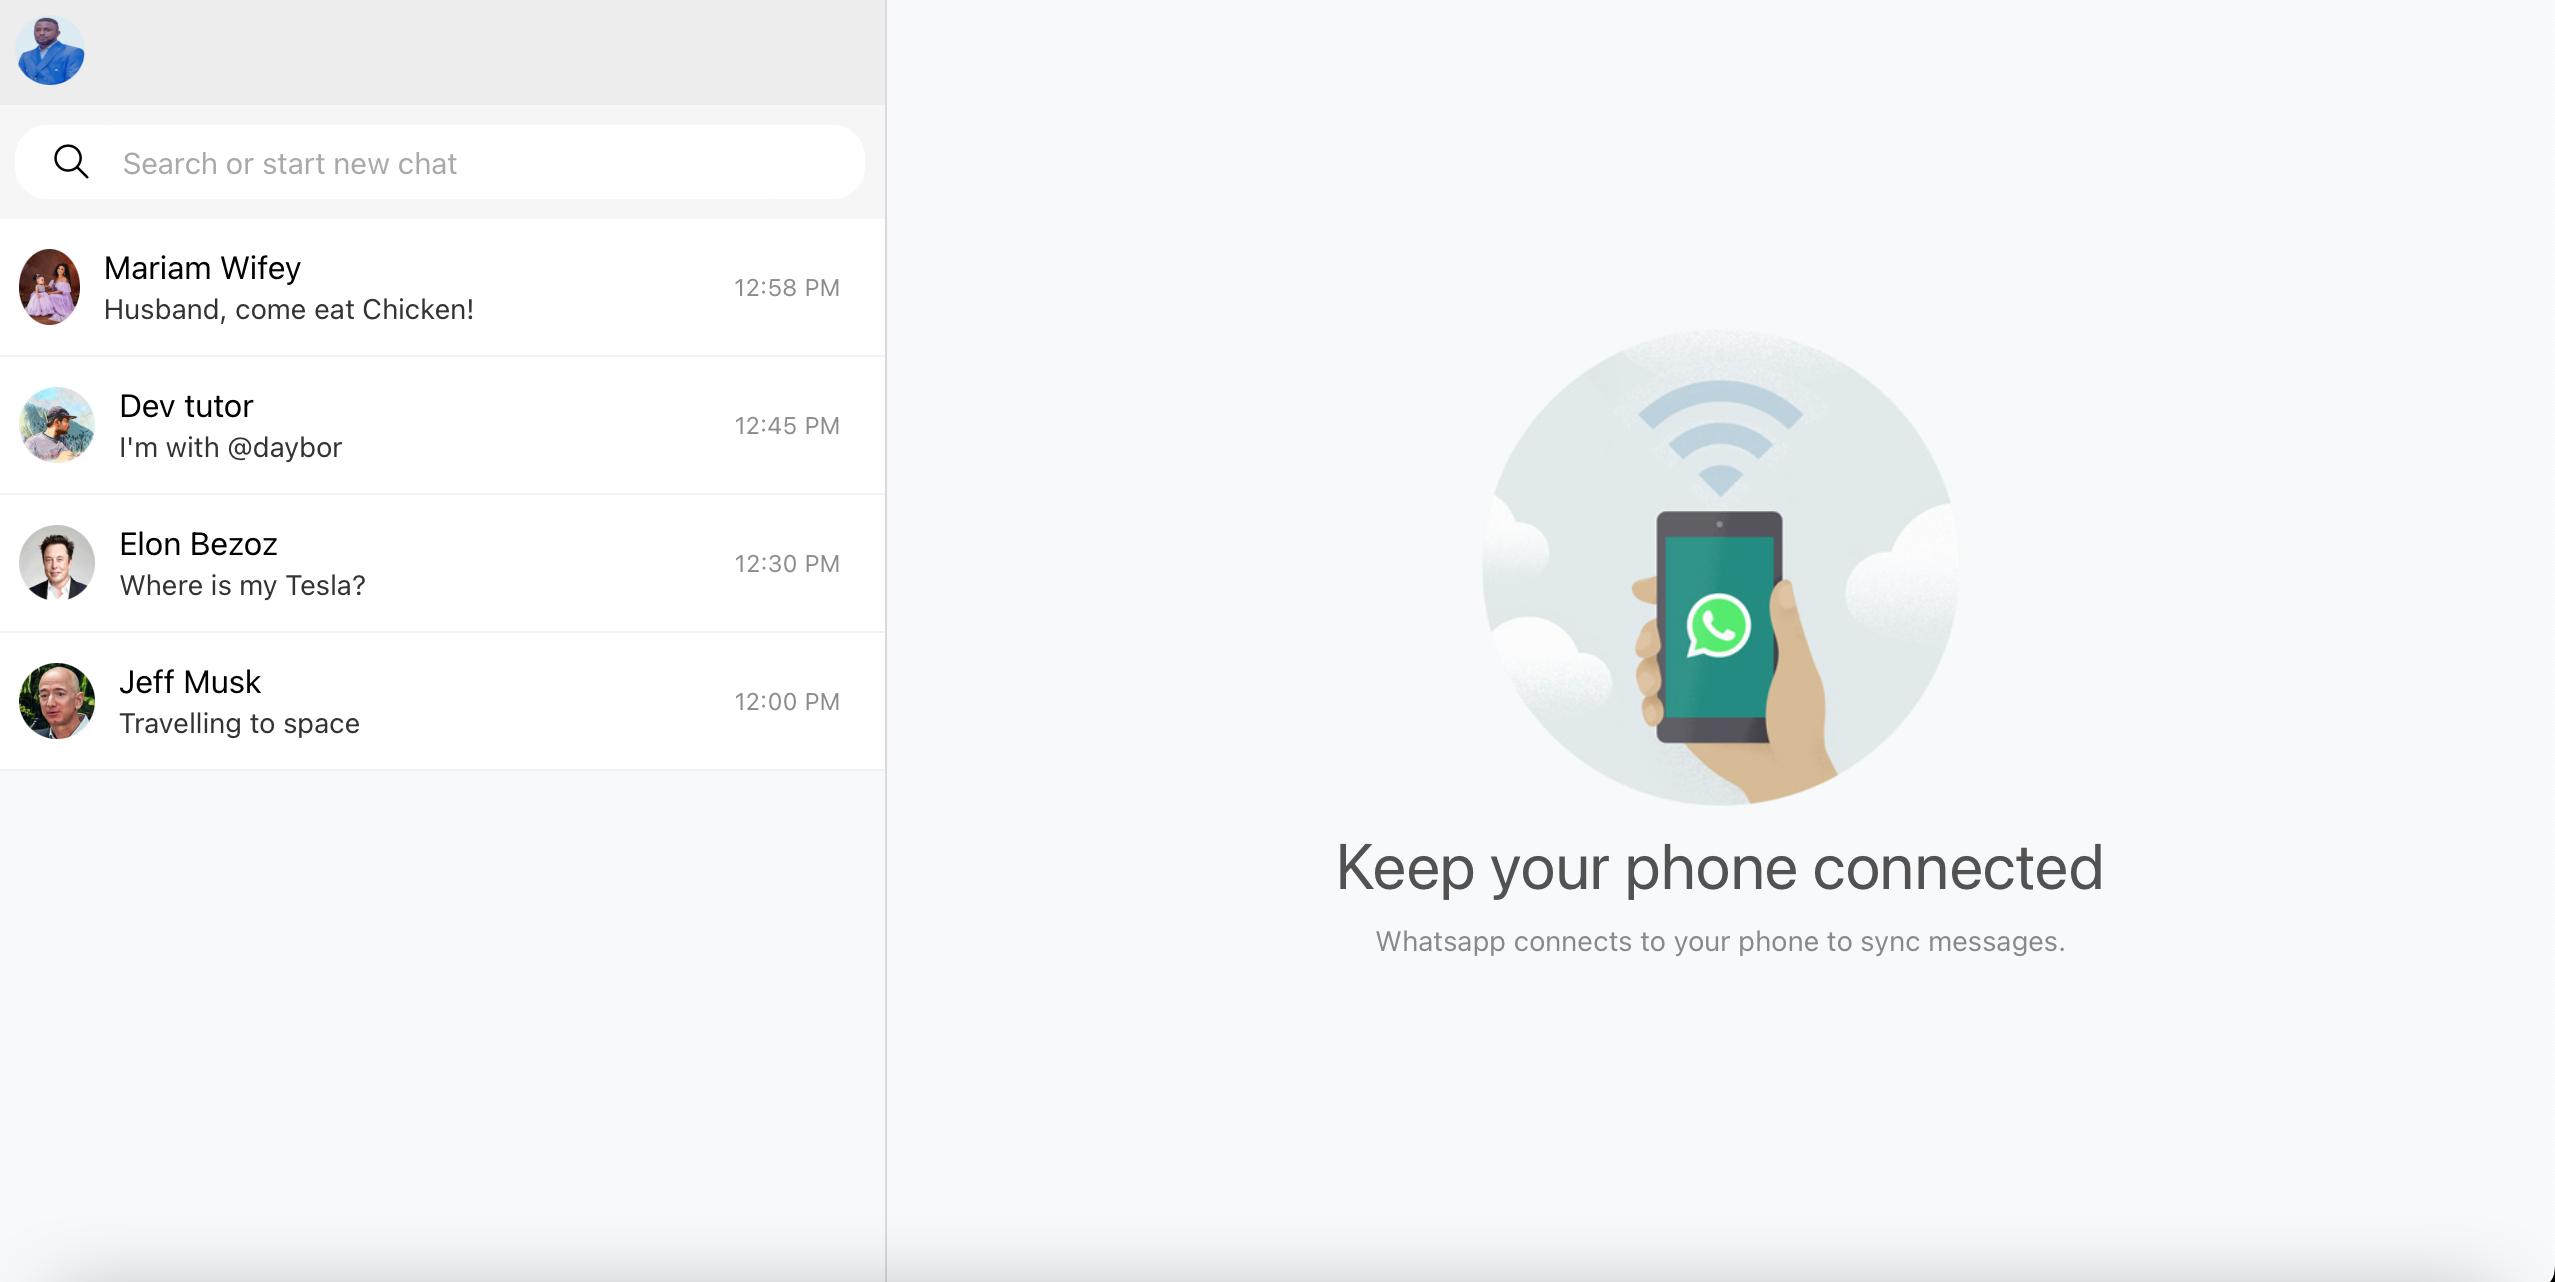 Search or start new chat
Mariam Wifey
Husband, come eat Chicken!
12:58 PM
Dev tutor
I'm with @daybor
12:45 PM
Elon Bezoz
Where is my Tesla?
12:30 PM
Jeff Musk
Travelling to space
12:00 PM
Keep your phone connected
Whatsapp connects to your phone to sync messages.